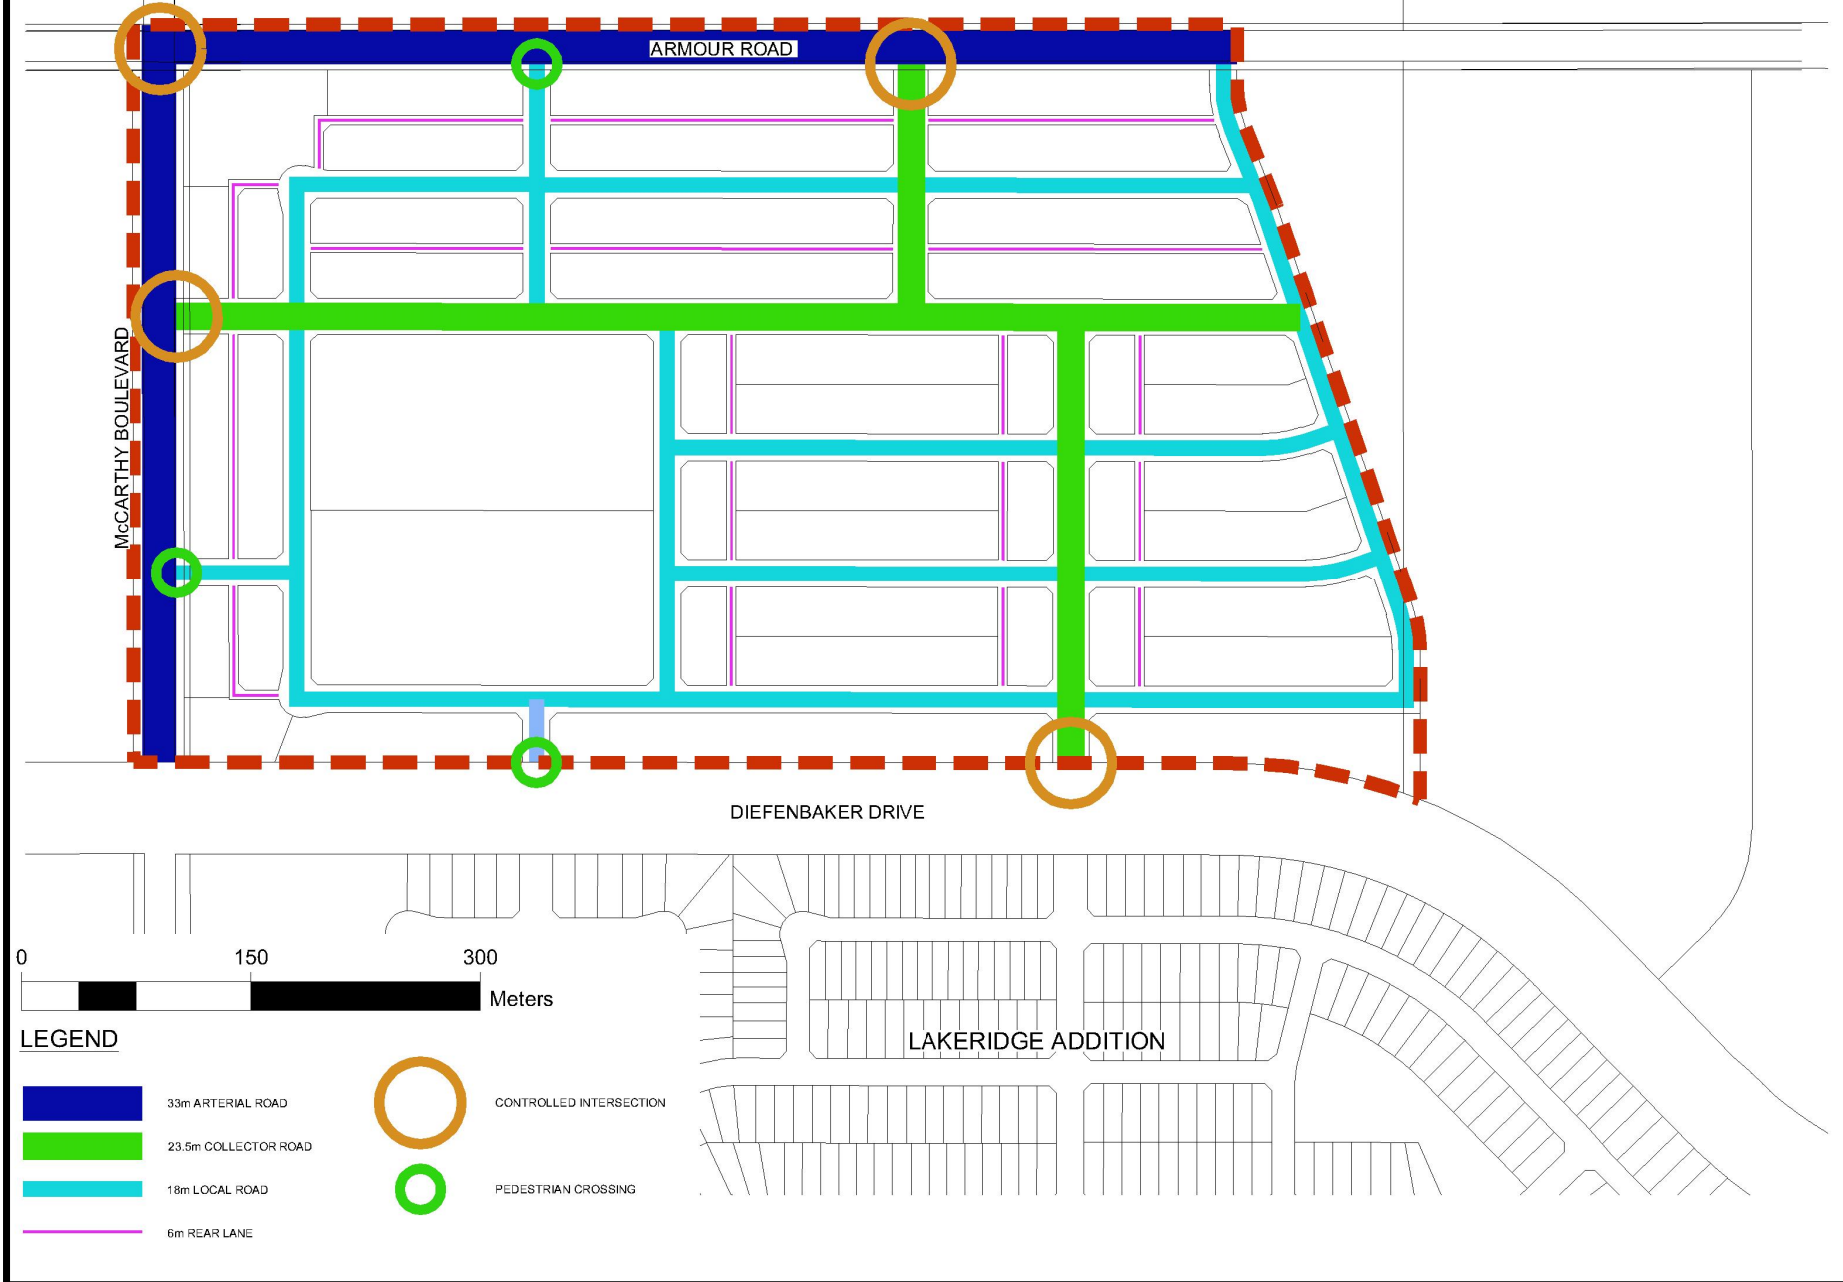 ARMOUR ROAD
McCARTHY BOULEVARD
DIEFENBAKER DRIVE
0 150 300
Meters
LAKERIDGE ADDITION
LEGEND
33m ARTERIAL ROAD
23.5m COLLECTOR ROAD
18m LOCAL ROAD
6m REAR LANE
CONTROLLED INTERSECTION
PEDESTRIAN CROSSING